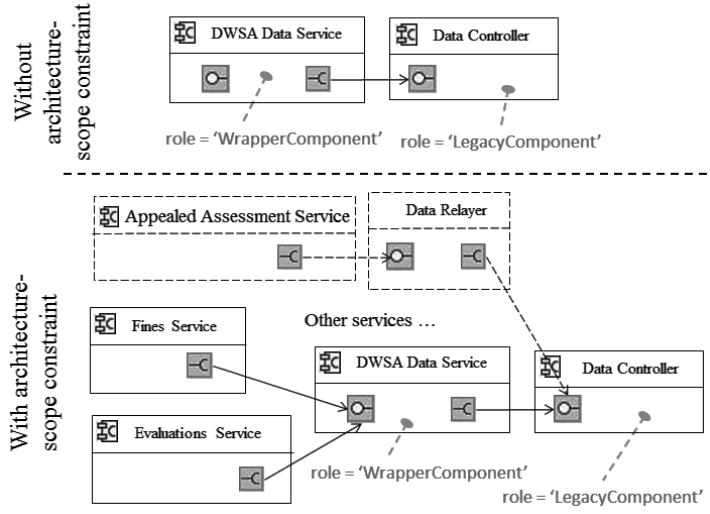 Without
architecture-
scope constraint
DWSA Data Service
Data Controller
role = ‘WrapperComponent’
role = ‘LegacyComponent’
With architecture-
scope constraint
Appealed Assessment Service
Data Relayer
Fines Service
Other services ...
DWSA Data Service
Data Controller
Evaluations Service
role = ‘WrapperComponent’
role = ‘LegacyComponent’